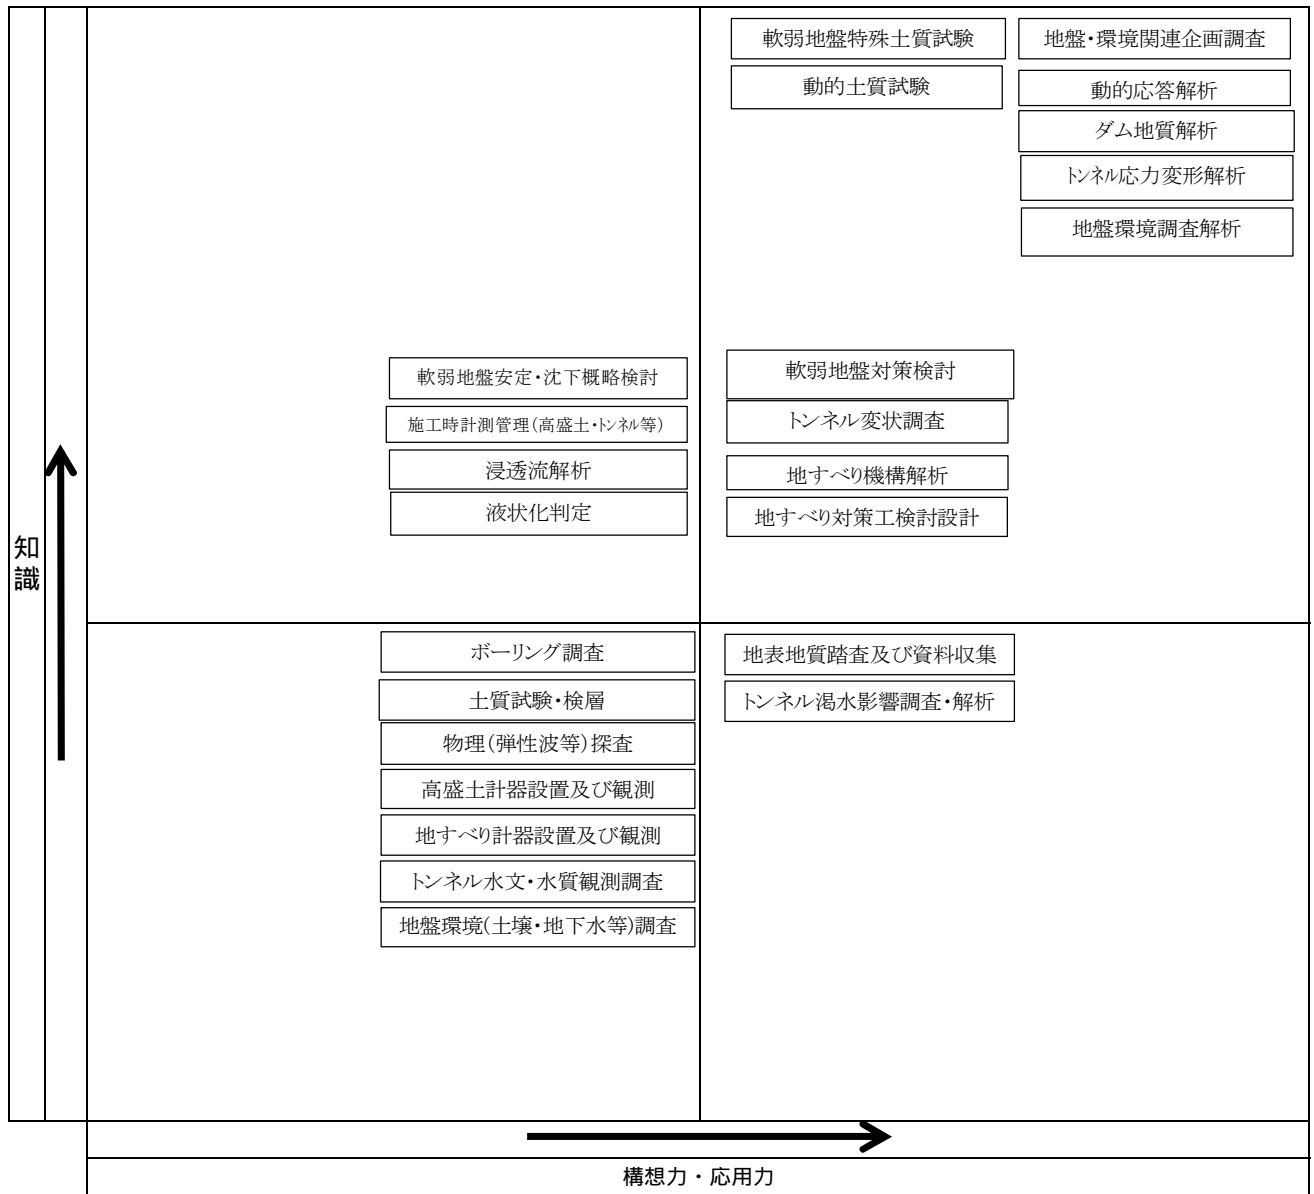 軟弱地盤特殊土質試験
地盤・環境関連企画調査
動的土質試験
動的応答解析
ダム地質解析
トンネル応力変形解析
地盤環境調査解析
軟弱地盤安定・沈下概略検討
軟弱地盤対策検討
施工時計測管理(高盛土・トンネル等)
トンネル変状調査
浸透流解析
地すべり機構解析
液状化判定
地すべり対策工検討設計
知識
ボーリング調査
地表地質踏査及び資料収集
土質試験・検層
トンネル渇水影響調査・解析
物理(弾性波等)探査
高盛土計器設置及び観測
地すべり計器設置及び観測
トンネル水文・水質観測調査
地盤環境(土壌・地下水等)調査
構想力・応用力